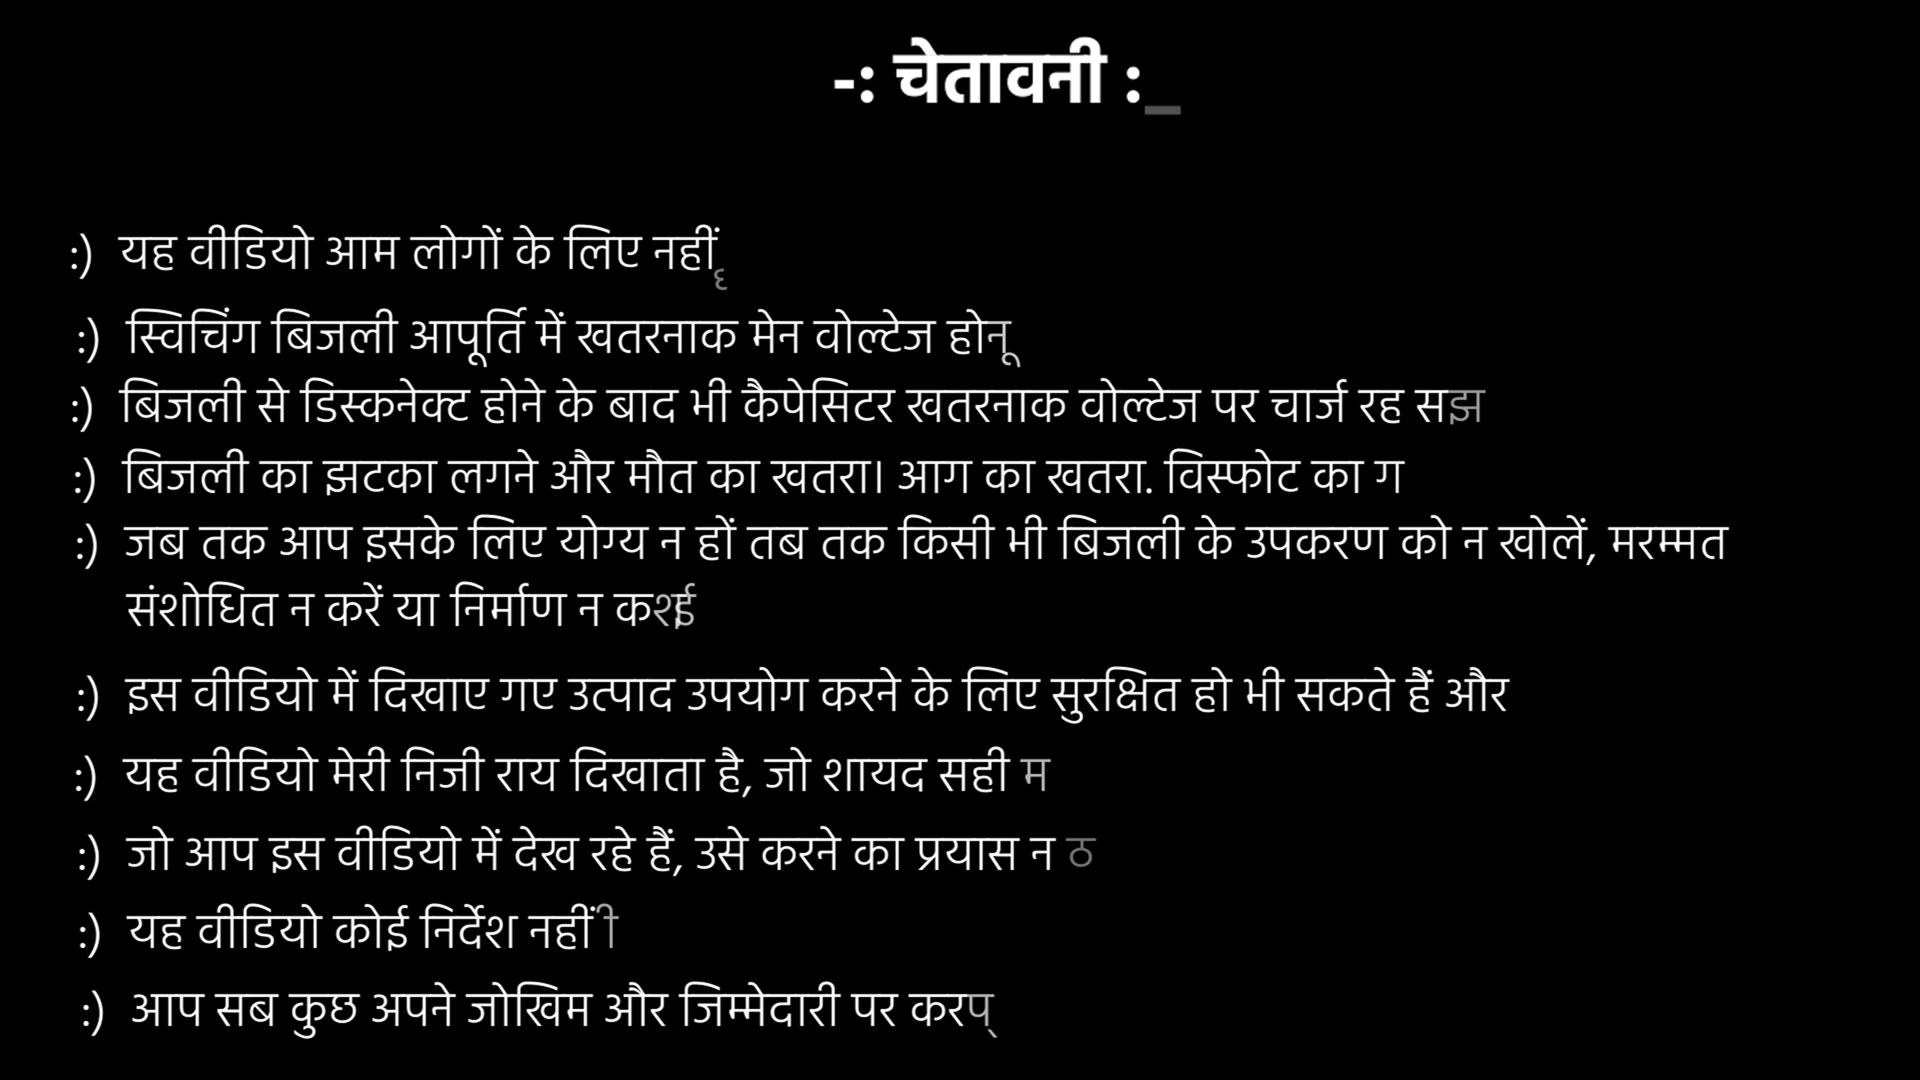 -: चेतावनी :_
:) यह वीडियो आम लोगों के लिए नहीं
:) स्विचिंग बिजली आपूर्ति में खतरनाक मेन वोल्टेज
:) बिजली से डिस्कनेक्ट होने के बाद भी कैपेसिटर खतरनाक वोल्टेज पर चार्ज रह
:) बिजली का झटका लगने और मौत का खतरा। आग का खतरा. विस्फोट का ग
:) जब तक आप इसके लिए योग्य न हों तब तक किसी भी बिजली के उपकरण को न खोलें, मरम्मत
संशोधित न करें या निर्माण न
:) इस वीडियो में दिखाए गए उत्पाद उपयोग करने के लिए सुरक्षित हो भी सकते हैं और
:) यह वीडियो मेरी निजी राय दिखाता है, जो शायद सही म
:) जो आप इस वीडियो में देख रहे हैं, उसे करने का प्रयास न ठ
:) यह वीडियो कोई निर्देश नहीं
:) आप सब कुछ अपने जोखिम और जिम्मेदारी पर